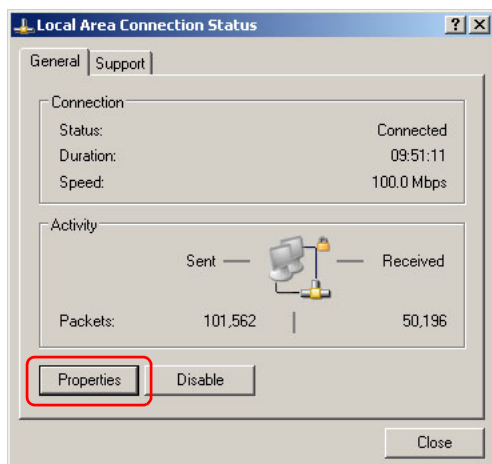 Local Area Connection Status
General Support
Connection
Status: Connected
Duration: 09:51:11
Speed: 100.0 Mbps
Activity
Sent — — Received
Packets: 101,562 | 50,196
Properties Disable
Close